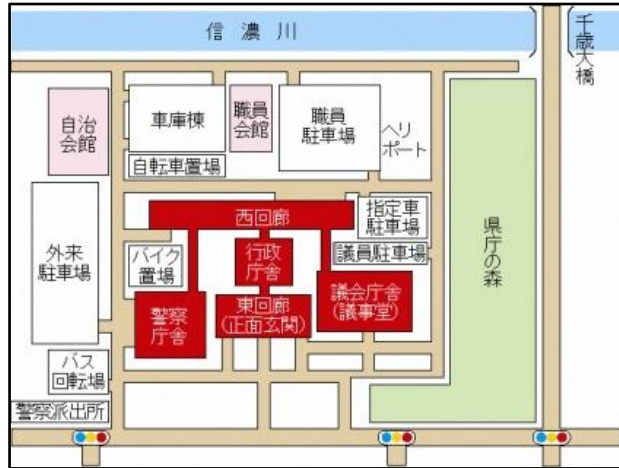 信濃川
千歳大橋
自治
会館
車庫棟
職員
会館
職員
駐車場
ヘリ
ポート
自転車置場
外来
駐車場
西回廊
指定車
駐車場
バイク
置場
行政
庁舎
議員駐車場
県庁の森
警察
庁舎
東回廊
(正面玄関)
議会庁舎
(議事堂)
バス
回転場
警察派出所